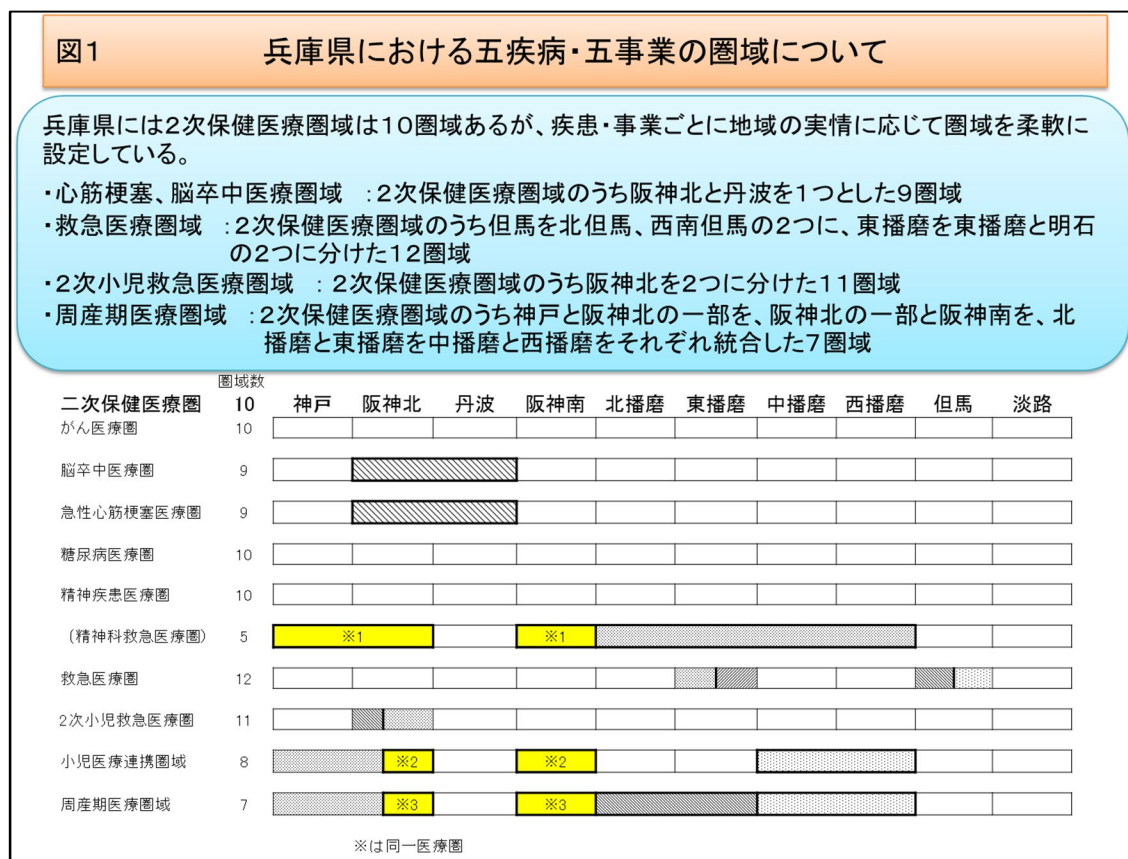 図1 兵庫県における五疾病・五事業の圏域について
兵庫県には2次保健医療圏域は10圏域あるが、疾患・事業ごとに地域の実情に応じて圏域を柔軟に
設定している。
・心筋梗塞、脳卒中医療圏域 :2次保健医療圏域のうち阪神北と丹波を1つとした9圏域
・救急医療圏域 :2次保健医療圏域のうち但馬を北但馬、西南但馬の2つに、東播磨を東播磨と明石
の2つに分けた12圏域
・2次小児救急医療圏域 : 2次保健医療圏域のうち阪神北を2つに分けた11圏域
・周産期医療圏域 :2次保健医療圏域のうち神戸と阪神北の一部を、阪神北の一部と阪神南を、北
播磨と東播磨を中播磨と西播磨をそれぞれ統合した7圏域
圏域数
二次保健医療圏 10 神戸 阪神北 丹波 阪神南 北播磨 東播磨 中播磨 西播磨 但馬 淡路
がん医療圏 10
脳卒中医療圏 9
急性心筋梗塞医療圏 9
糖尿病医療圏 10
精神疾患医療圏 10
(精神科救急医療圏) 5 ※1 ※1
救急医療圏 12
2次小児救急医療圏 11
小児医療連携圏域 8 ※2 ※2
周産期医療圏域 7 ※3 ※3
※は同一医療圏